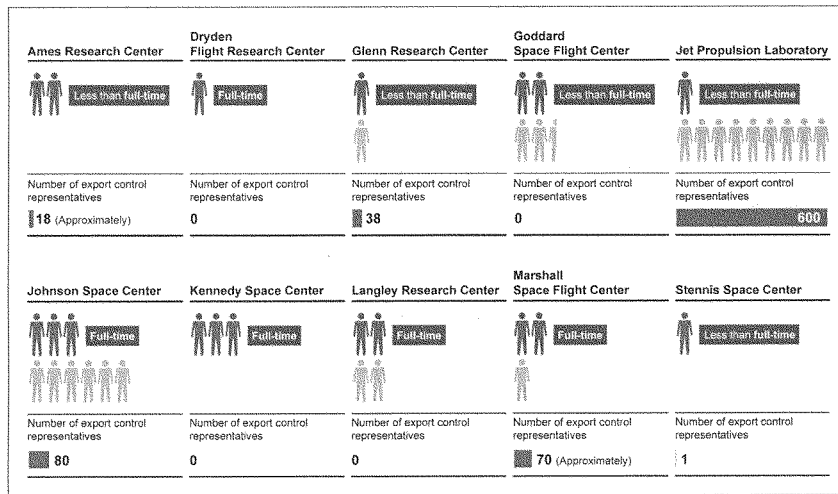 Ames Research Center
Less than full-time
Number of export control
representatives
18 (Approximately)
Dryden
Flight Research Center
Full-time
Number of export control
representatives
0
Glenn Research Center
Less than full-time
Number of export control
representatives
38
Goddard
Space Flight Center
Less than full-time
Number of export control
representatives
0
Jet Propulsion Laboratory
Less than full-time
Number of export control
representatives
600
Johnson Space Center
Full-time
Number of export control
representatives
80
Kennedy Space Center
Full-time
Number of export control
representatives
0
Langley Research Center
Full-time
Number of export control
representatives
0
Marshall
Space Flight Center
Full-time
Number of export control
representatives
70 (Approximately)
Stennis Space Center
Less than full-time
Number of export control
representatives
1